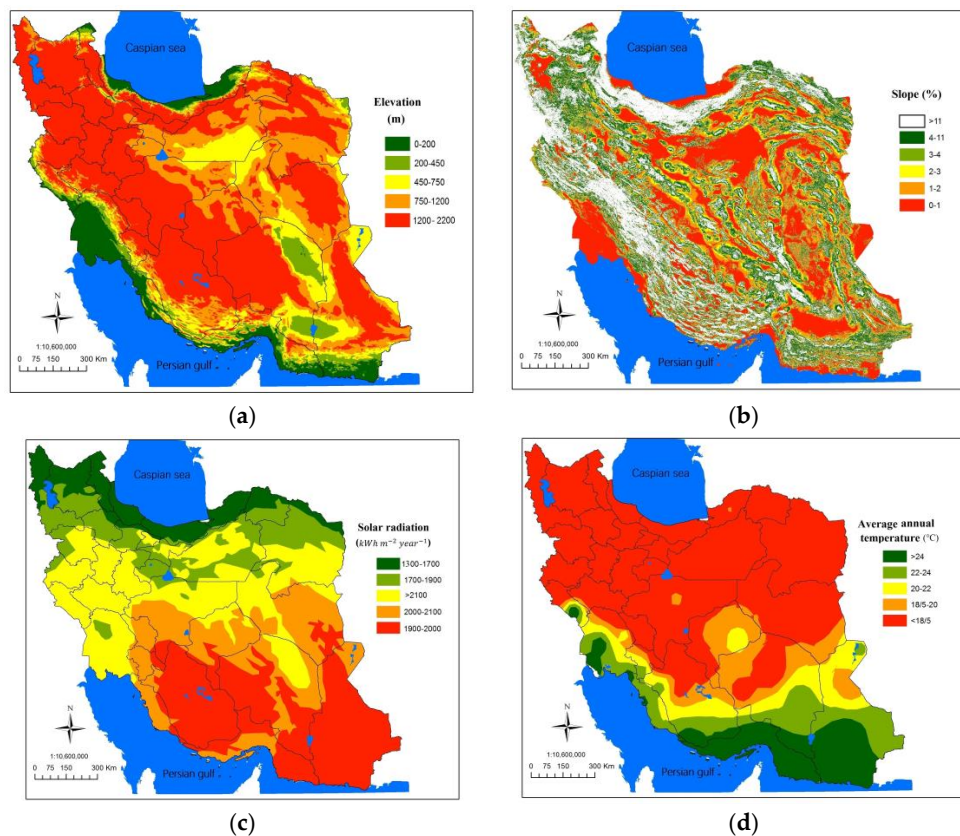 Caspian sea
Elevation
(m)
0-200
200-450
450-750
750-1200
1200-2200
N
1:10,600,000
0 75 150 300 Km
Persian gulf
(a)
Caspian sea
Slope (%)
>11
4-11
3-4
2-3
1-2
0-1
N
1:10,600,000
0 75 150 300 Km
Persian gulf
(b)
Caspian sea
Solar radiation
(kWh m⁻² year⁻¹)
1300-1700
1700-1900
>2100
2000-2100
1900-2000
N
1:10,600,000
0 75 150 300 Km
Persian gulf
(c)
Caspian sea
Average annual
temperature (°C)
>24
22-24
20-22
18/5-20
<18/5
N
1:10,600,000
0 75 150 300 Km
Persian gulf
(d)